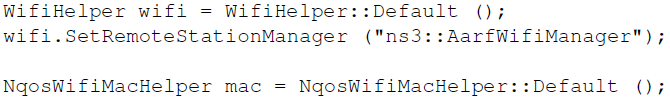 WifiHelper wifi = WifiHelper::Default ();
wifi.SetRemoteStationManager ("ns3::AarfWifiManager");
NqosWifiMacHelper mac = NqosWifiMacHelper::Default ();